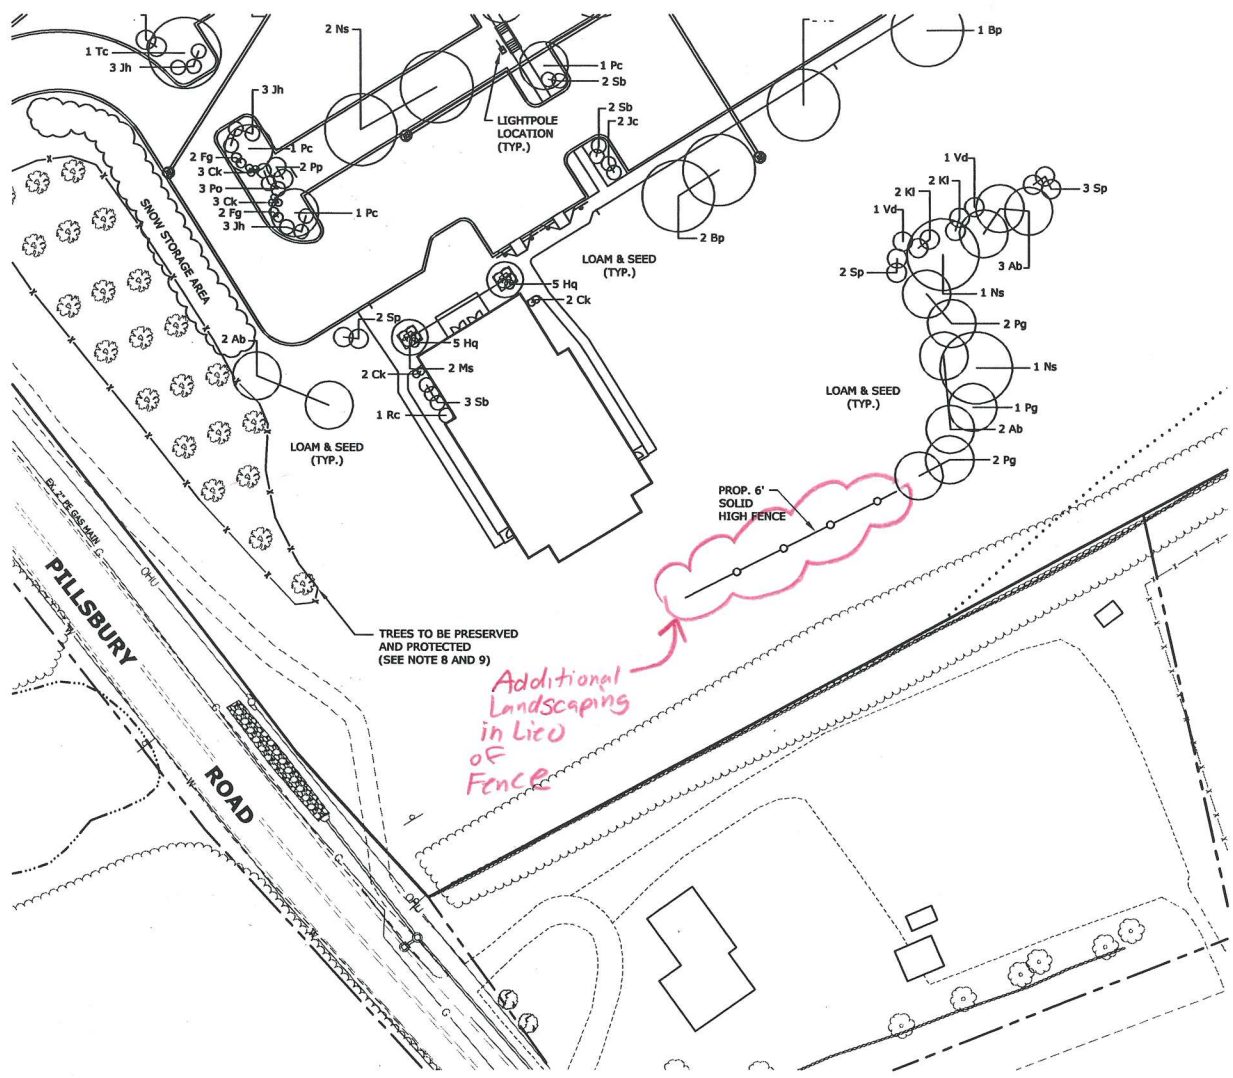 1 Tc
3 Jh
2 Ns
1 Pc
2 Sb
1 Bp
LIGHTPOLE
LOCATION
(TYP.)
3 Jh
1 Pc
2 Fg
3 Ck
2 Pp
3 Po
3 Ck
2 Fg
1 Pc
3 Jh
2 Sb
2 Jc
2 Bp
LOAM & SEED
(TYP.)
1 Vd
2 Kl
1 Vd
2 Kl
3 Sp
2 Sp
3 Ab
1 Ns
2 Pg
1 Ns
1 Pg
2 Ab
2 Pg
LOAM & SEED
(TYP.)
SNOW STORAGE AREA
5 Hq
2 Ck
2 Sp
2 Ab
5 Hq
2 Ms
2 Ck
3 Sb
1 Rc
LOAM & SEED
(TYP.)
PROP. 6'
SOLID
HIGH FENCE
EX. 2" PE GAS MAIN
G
OHU
PILLSBURY
ROAD
TREES TO BE PRESERVED
AND PROTECTED
(SEE NOTE 8 AND 9)
Additional
Landscaping
in Lieu
of
Fence
G
W
G
OHU
W
G